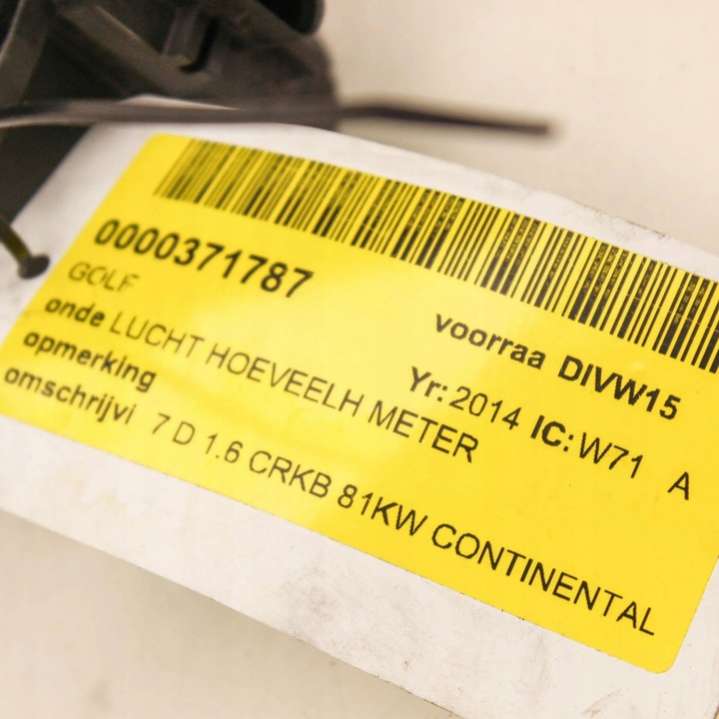 0000371787
GOLF
voorraa DIVW15
onde LUCHT HOEVEELH METER
Yr: 2014 IC: W71 A
opmerking
omschrijvi 7 D 1.6 CRKB 81KW CONTINENTAL